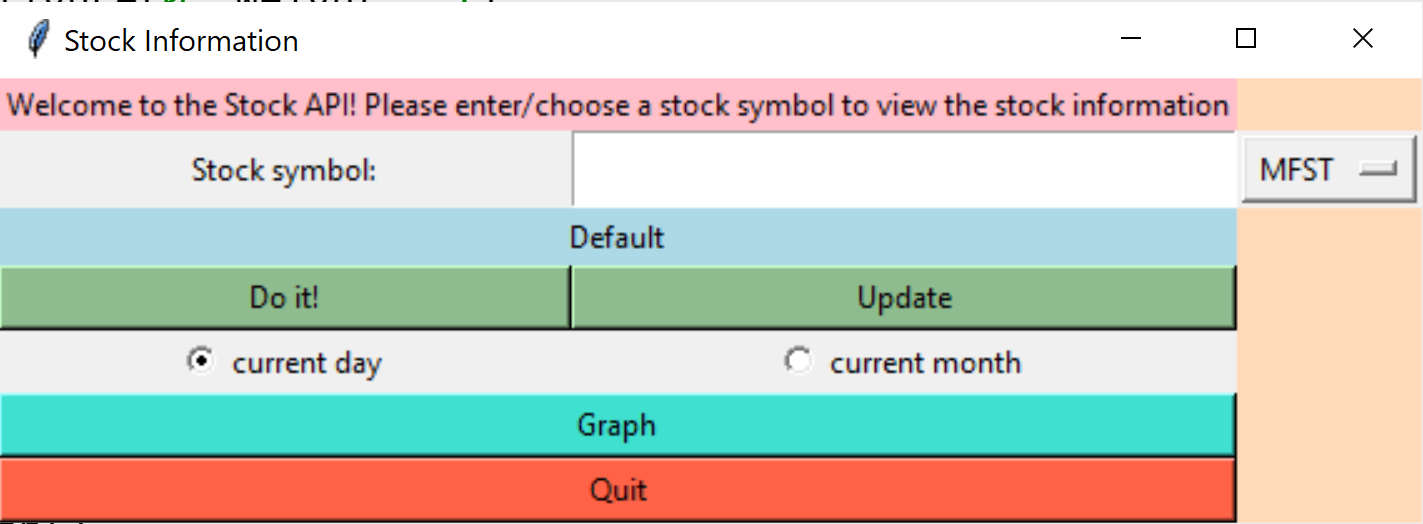 Stock Information
Welcome to the Stock API! Please enter/choose a stock symbol to view the stock information
Stock symbol: MFST
Default
Do it! Update
current day current month
Graph
Quit